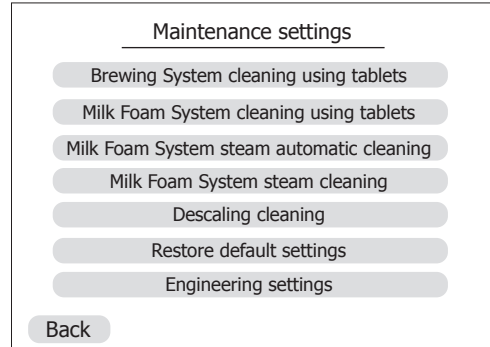 Maintenance settings
Brewing System cleaning using tablets
Milk Foam System cleaning using tablets
Milk Foam System steam automatic cleaning
Milk Foam System steam cleaning
Descaling cleaning
Restore default settings
Engineering settings
Back